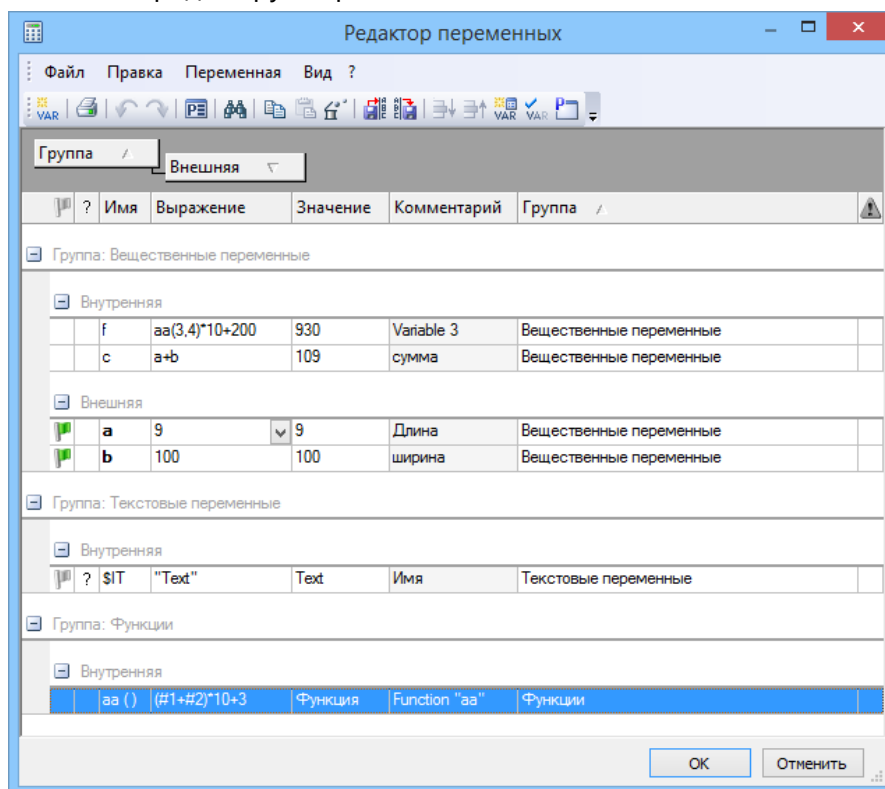 Редактор переменных
Файл Правка Переменная Вид ?
VAR VAR VAR P
Группа
Внешняя
? Имя Выражение Значение Комментарий Группа
Группа: Вещественные переменные
Внутренняя
f aa(3,4)*10+200 930 Variable 3 Вещественные переменные
c a+b 109 сумма Вещественные переменные
Внешняя
a 9 9 Длина Вещественные переменные
b 100 100 ширина Вещественные переменные
Группа: Текстовые переменные
Внутренняя
? $IT "Text" Text Имя Текстовые переменные
Группа: Функции
Внутренняя
aa ( ) (#1+#2)*10+3 Функция Function "aa" Функции
OK Отменить